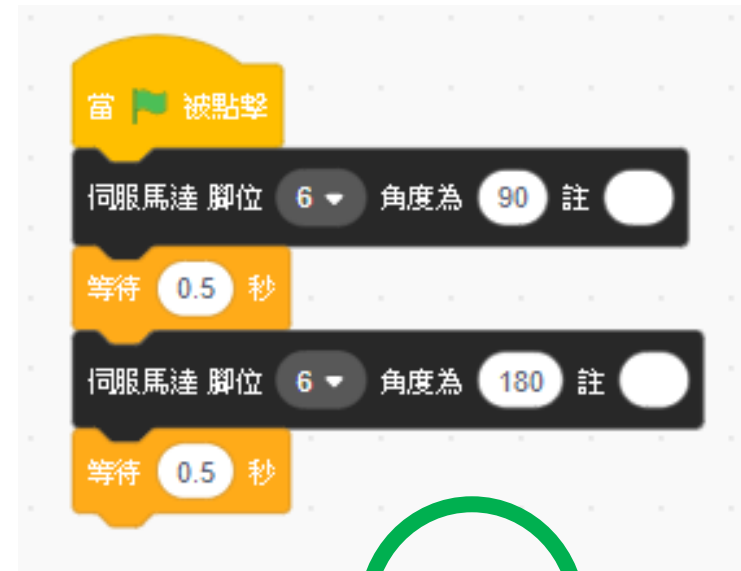 當 被點擊
伺服馬達 腳位 6 角度為 90 註
等待 0.5 秒
伺服馬達 腳位 6 角度為 180 註
等待 0.5 秒